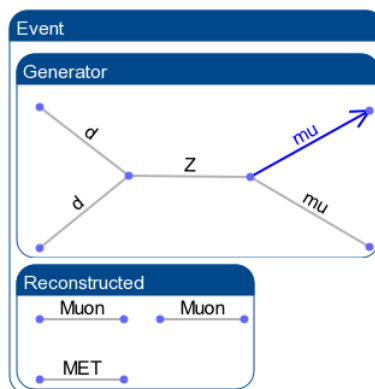 Event
Generator
d
mu
Z
d
mu
Reconstructed
Muon Muon
MET